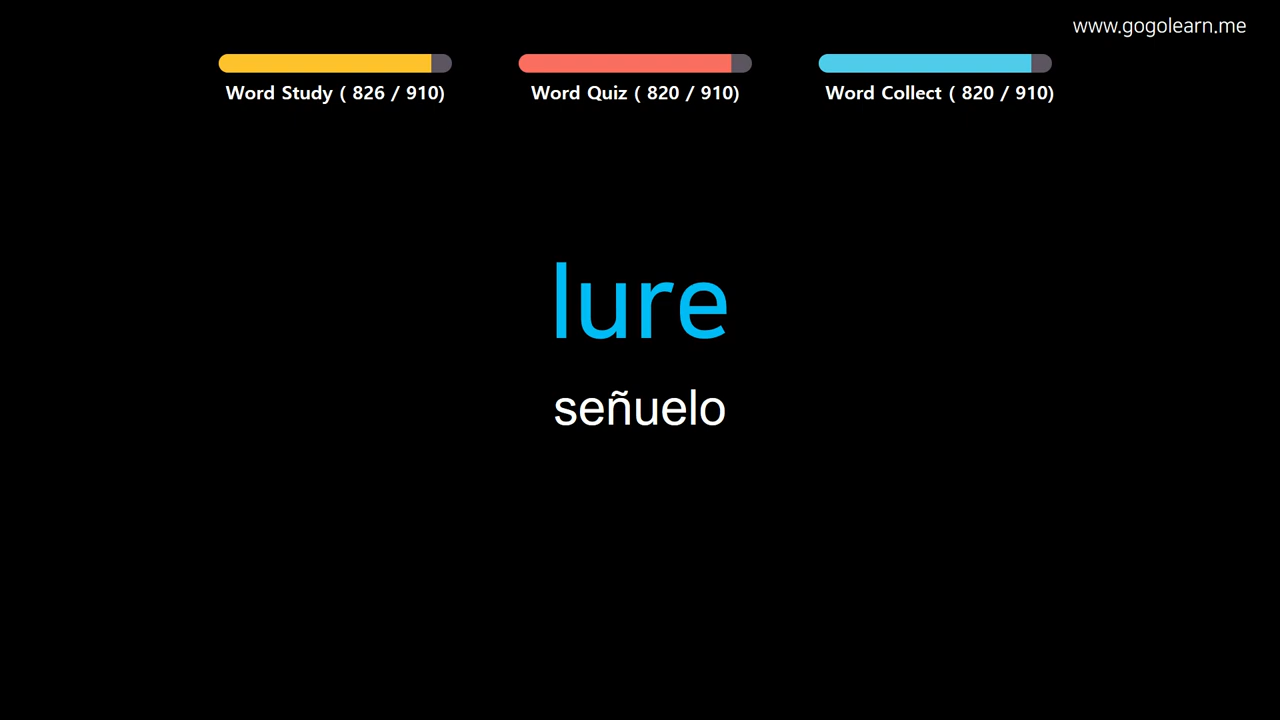 www.gogolearn.me
Word Study ( 826 / 910)
Word Quiz ( 820 / 910)
Word Collect ( 820 / 910)
lure
señuelo